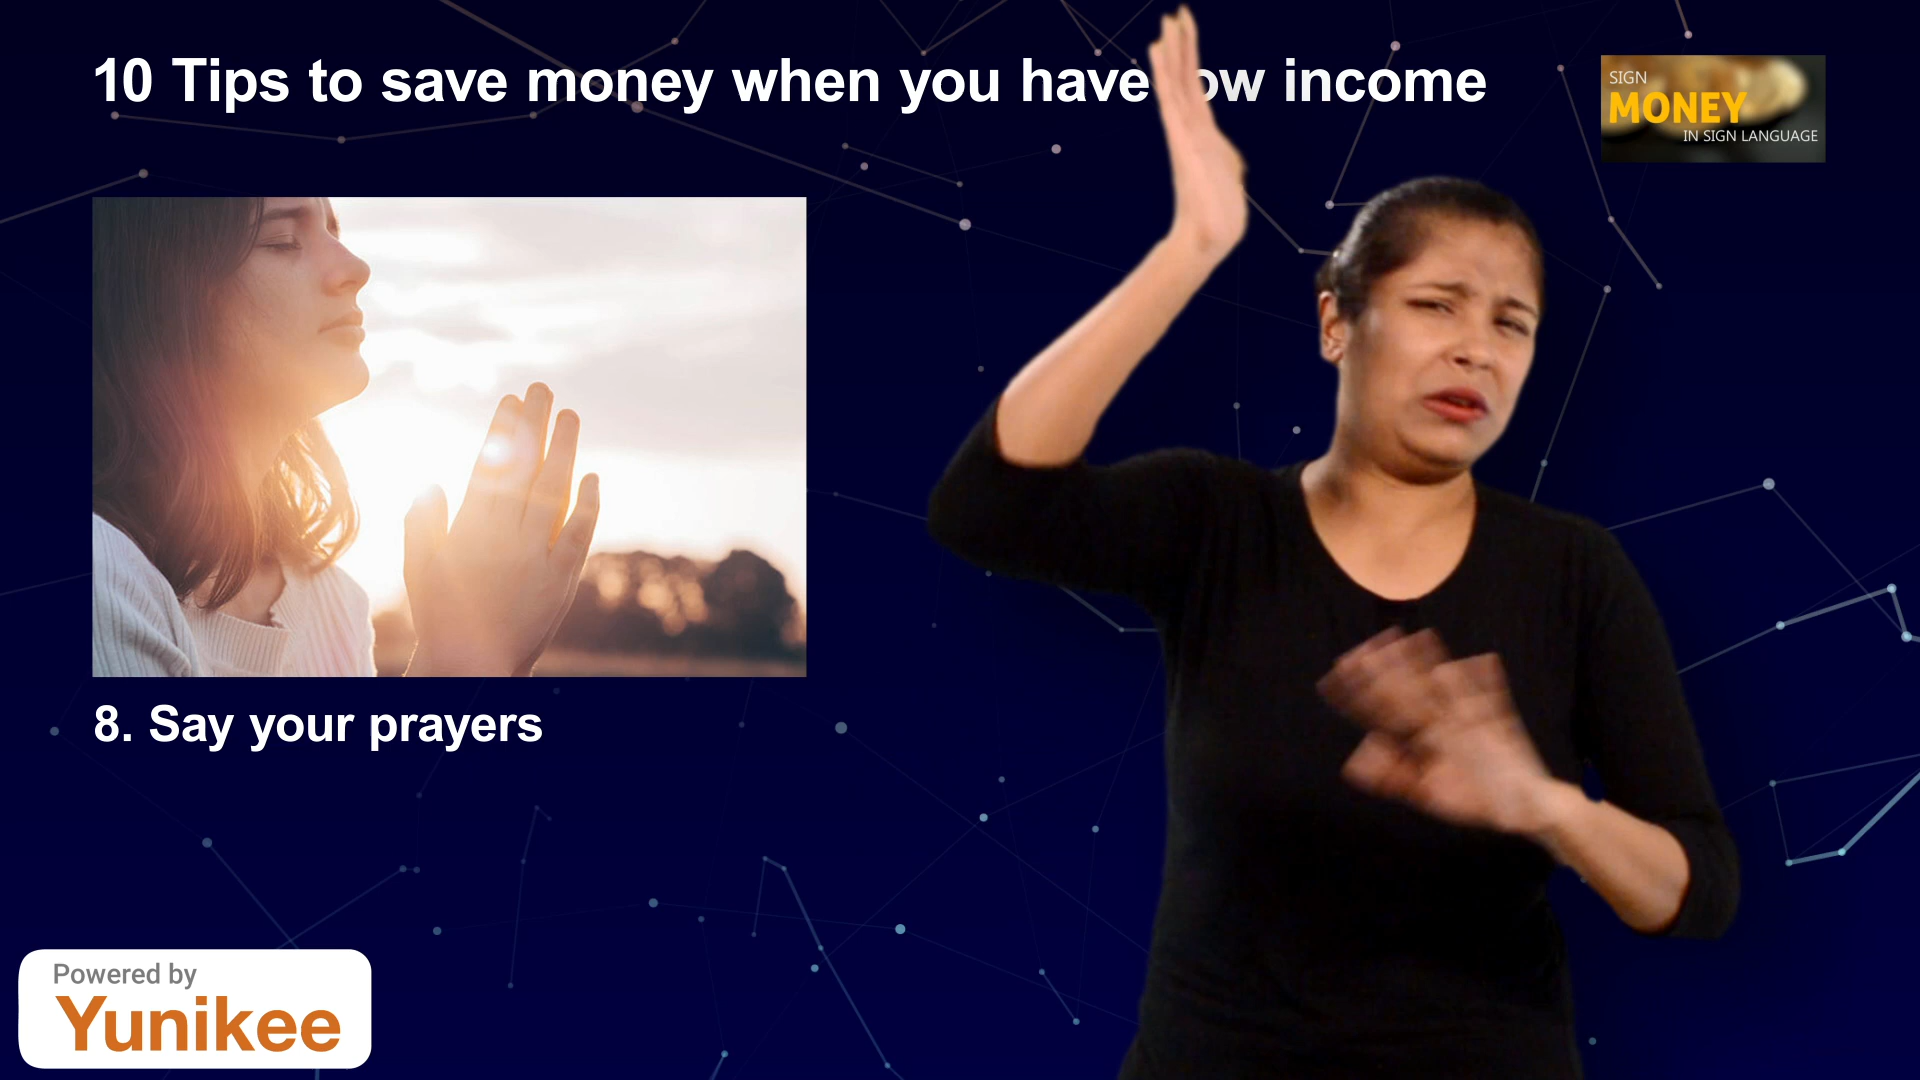 10 Tips to save money when you have ow income
SIGN
MONEY
IN SIGN LANGUAGE
8. Say your prayers
Powered by
Yunikee